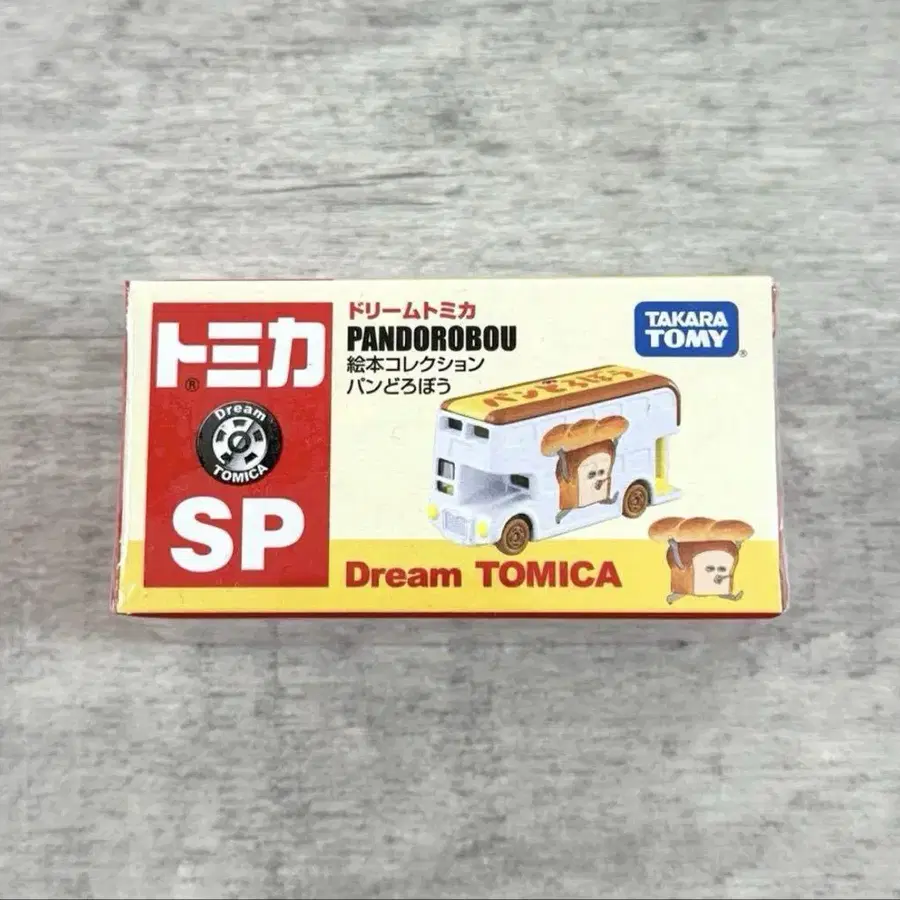 トミカ
®
Dream
TOMICA
SP
ドリームトミカ
PANDOROBOU
絵本コレクション
パンどろぼう
TAKARA
TOMY
®
パンどろぼう
Dream TOMICA